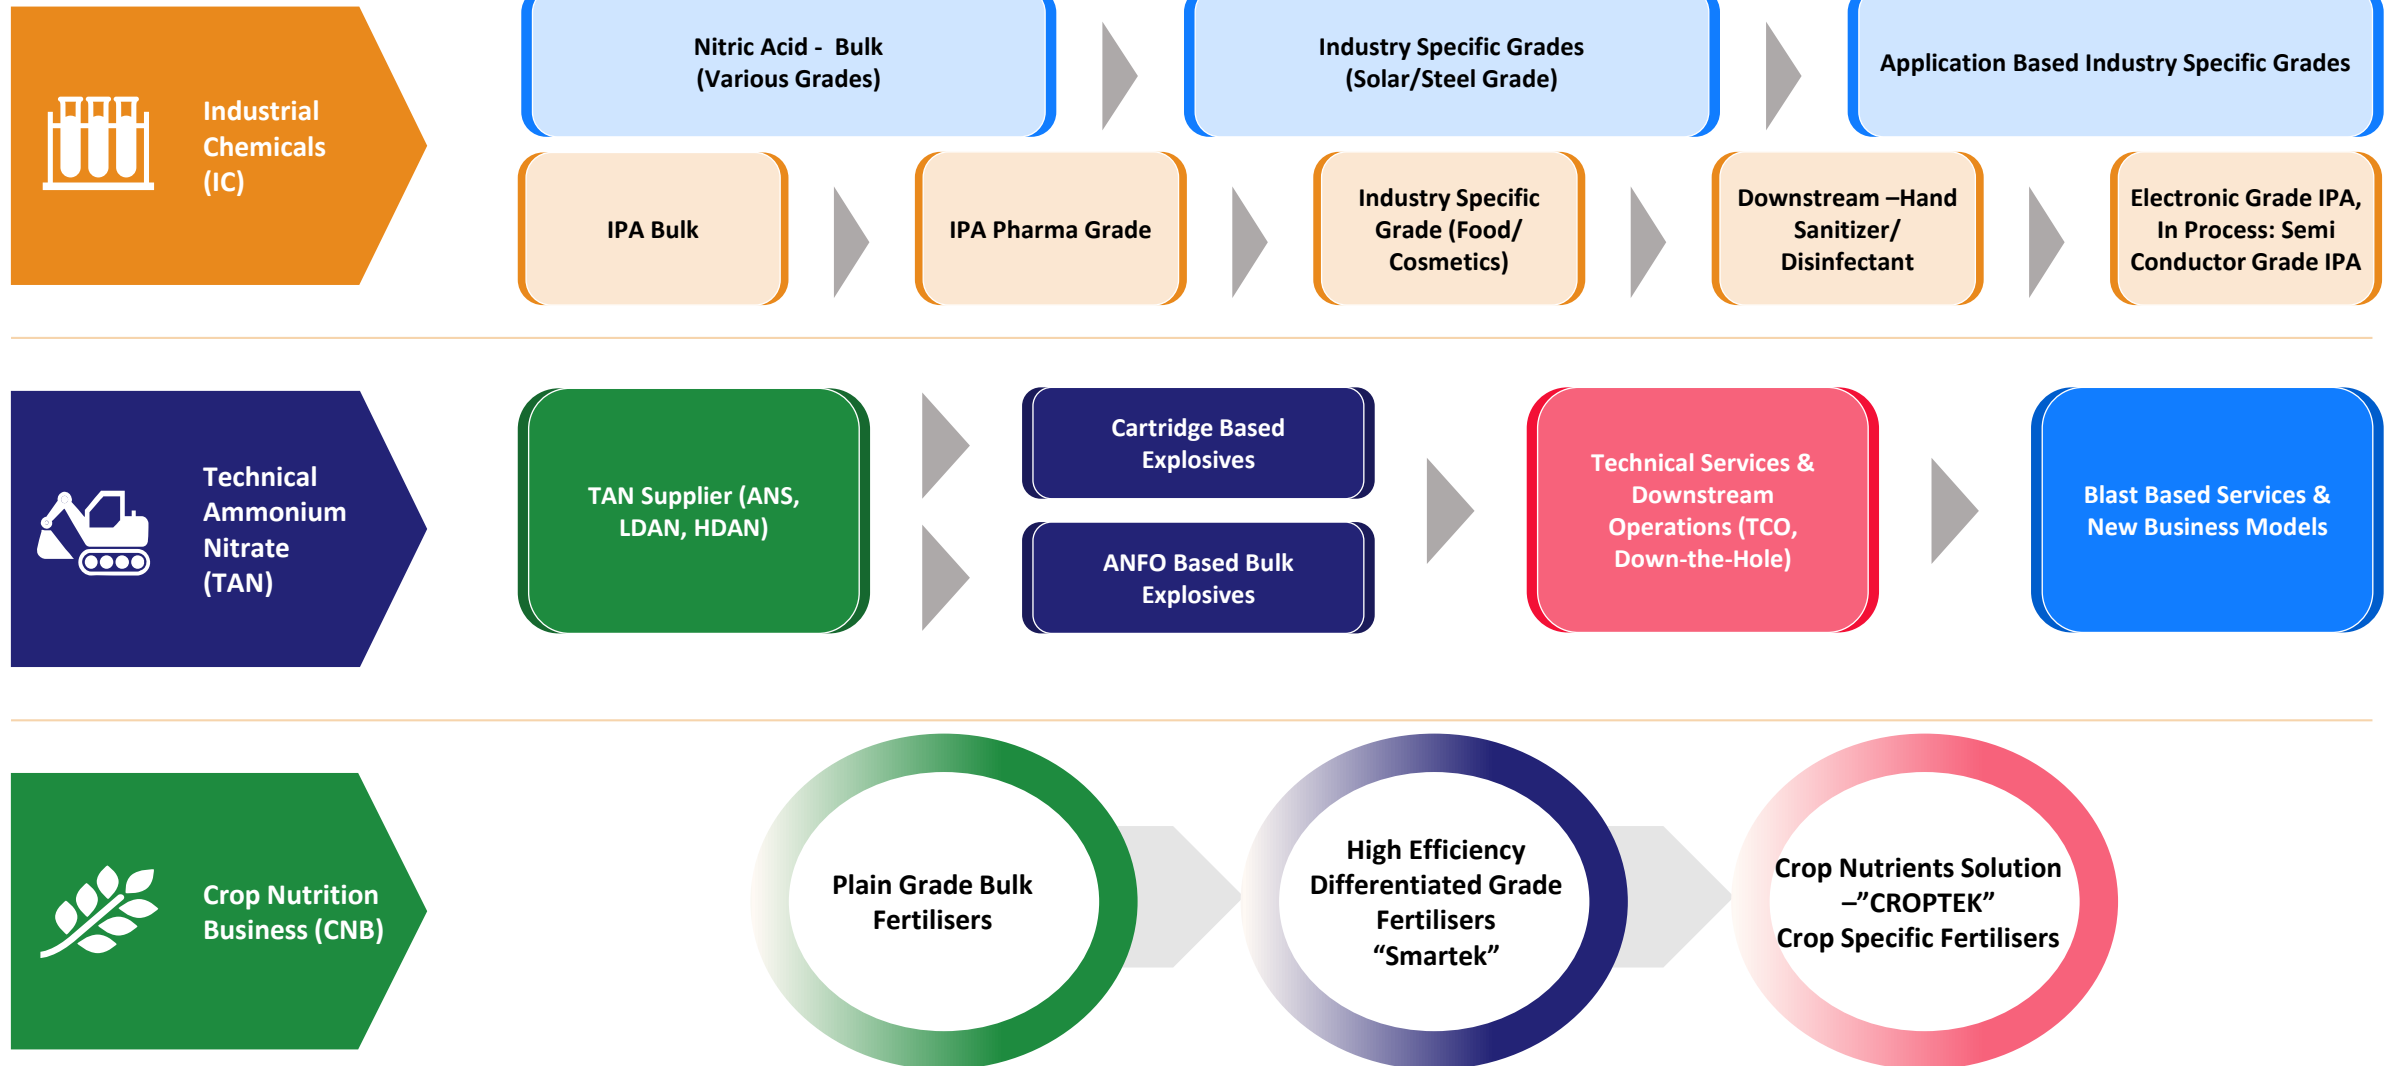 Industrial
Chemicals
(IC)
Nitric Acid - Bulk
(Various Grades)
Industry Specific Grades
(Solar/Steel Grade)
Application Based Industry Specific Grades
IPA Bulk
IPA Pharma Grade
Industry Specific
Grade (Food/
Cosmetics)
Downstream –Hand
Sanitizer/
Disinfectant
Electronic Grade IPA,
In Process: Semi
Conductor Grade IPA
Technical
Ammonium
Nitrate
(TAN)
TAN Supplier (ANS,
LDAN, HDAN)
Cartridge Based
Explosives
ANFO Based Bulk
Explosives
Technical Services &
Downstream
Operations (TCO,
Down-the-Hole)
Blast Based Services &
New Business Models
Crop Nutrition
Business (CNB)
Plain Grade Bulk
Fertilisers
High Efficiency
Differentiated Grade
Fertilisers
“Smartek”
Crop Nutrients Solution
–”CROPTEK”
Crop Specific Fertilisers